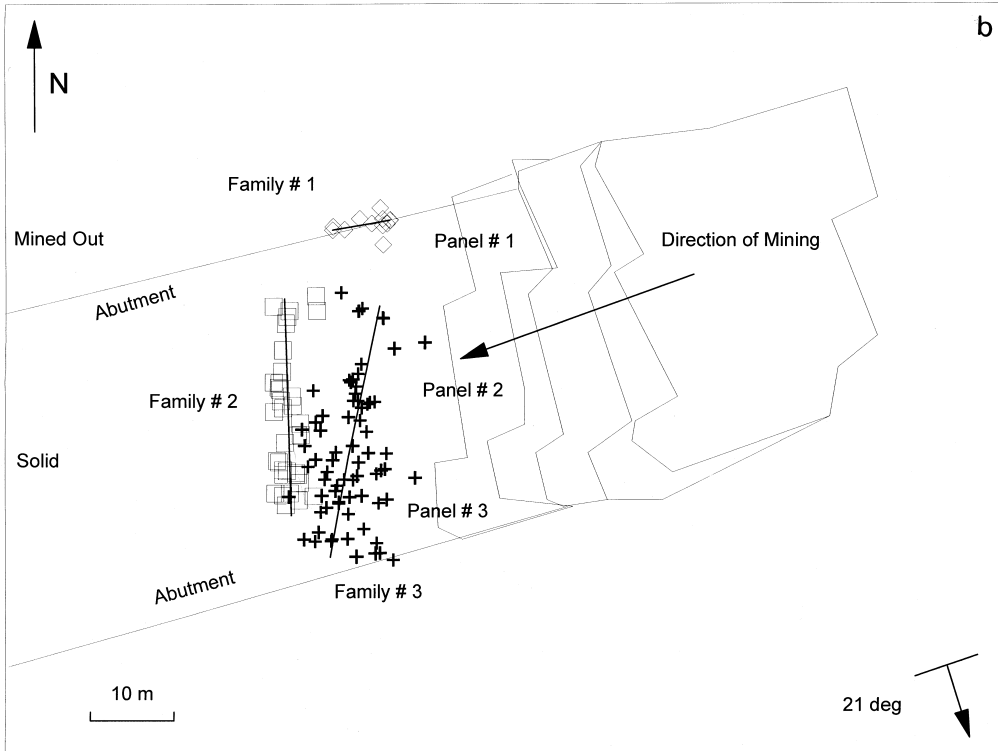 b
N
Family # 1
Mined Out
Panel # 1
Direction of Mining
Abutment
Panel # 2
Family # 2
Solid
Panel # 3
Abutment
Family # 3
10 m
21 deg